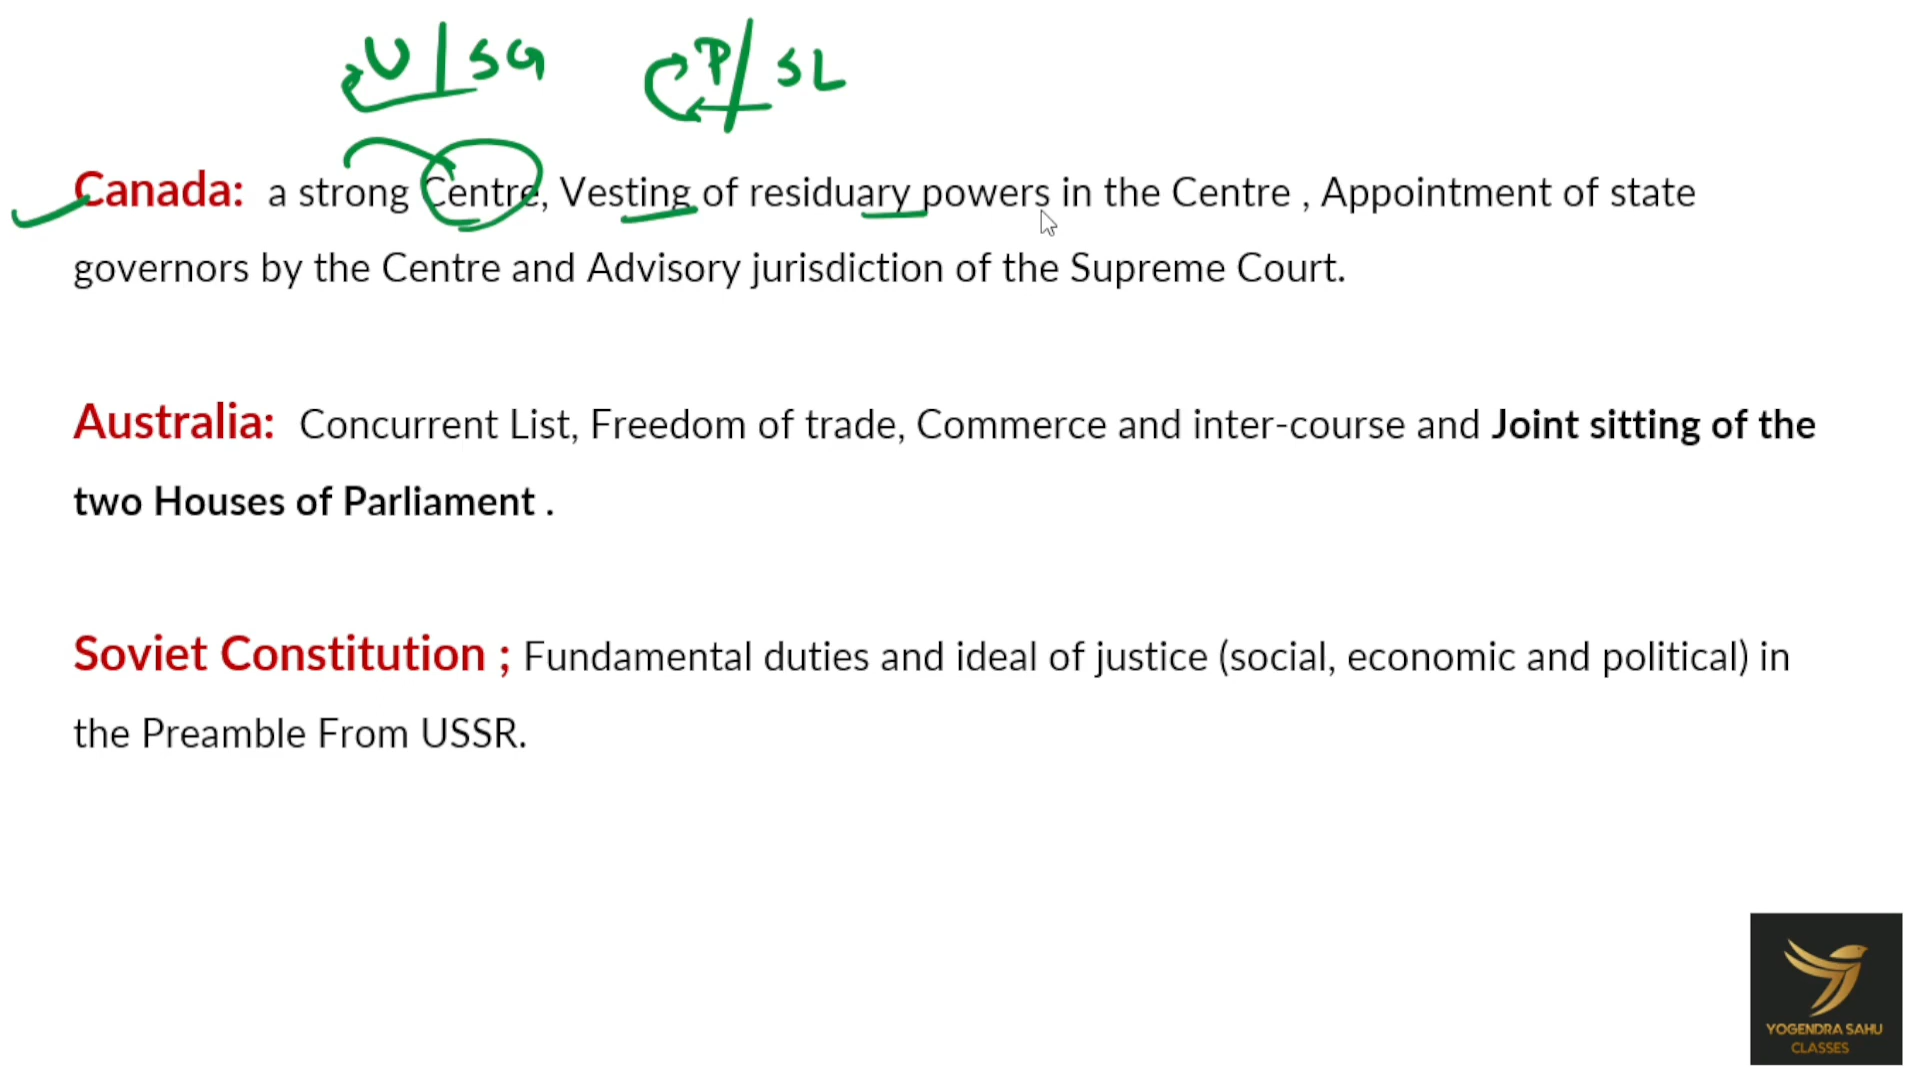 U/SG P/SL
Canada: a strong Centre, Vesting of residuary powers in the Centre , Appointment of state
governors by the Centre and Advisory jurisdiction of the Supreme Court.
Australia: Concurrent List, Freedom of trade, Commerce and inter-course and Joint sitting of the
two Houses of Parliament .
Soviet Constitution ; Fundamental duties and ideal of justice (social, economic and political) in
the Preamble From USSR.
YOGENDRA SAHU
CLASSES